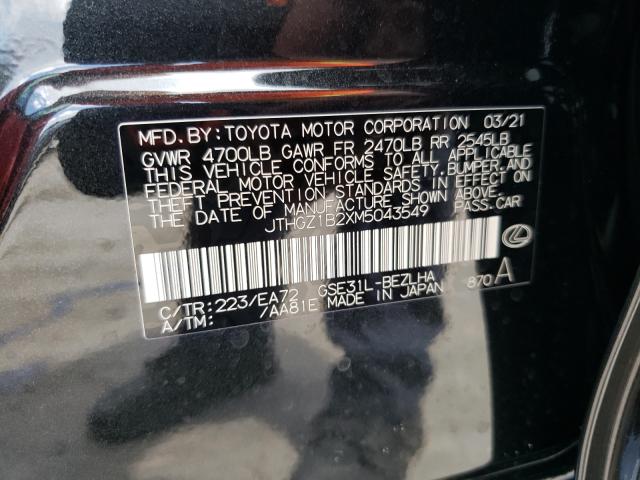 MFD. BY: TOYOTA MOTOR CORPORATION 03/21
GVWR 4700LB GAWR FR 2470LB RR 2545LB
THIS VEHICLE CONFORMS TO ALL APPLICABLE
FEDERAL MOTOR VEHICLE SAFETY, BUMPER, AND
THEFT PREVENTION STANDARDS IN EFFECT ON
THE DATE OF MANUFACTURE SHOWN ABOVE.
JTHGZ1B2XM5043549 PASS.CAR
C/TR: 223/EA72 GSE31L-BEZLHA 870A
A/TM: /AA81E MADE IN JAPAN